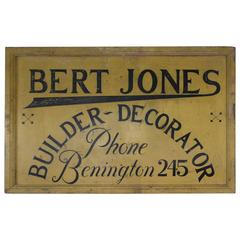 BERT JONES
BUILDER-DECORATOR
Phone
Benington 245